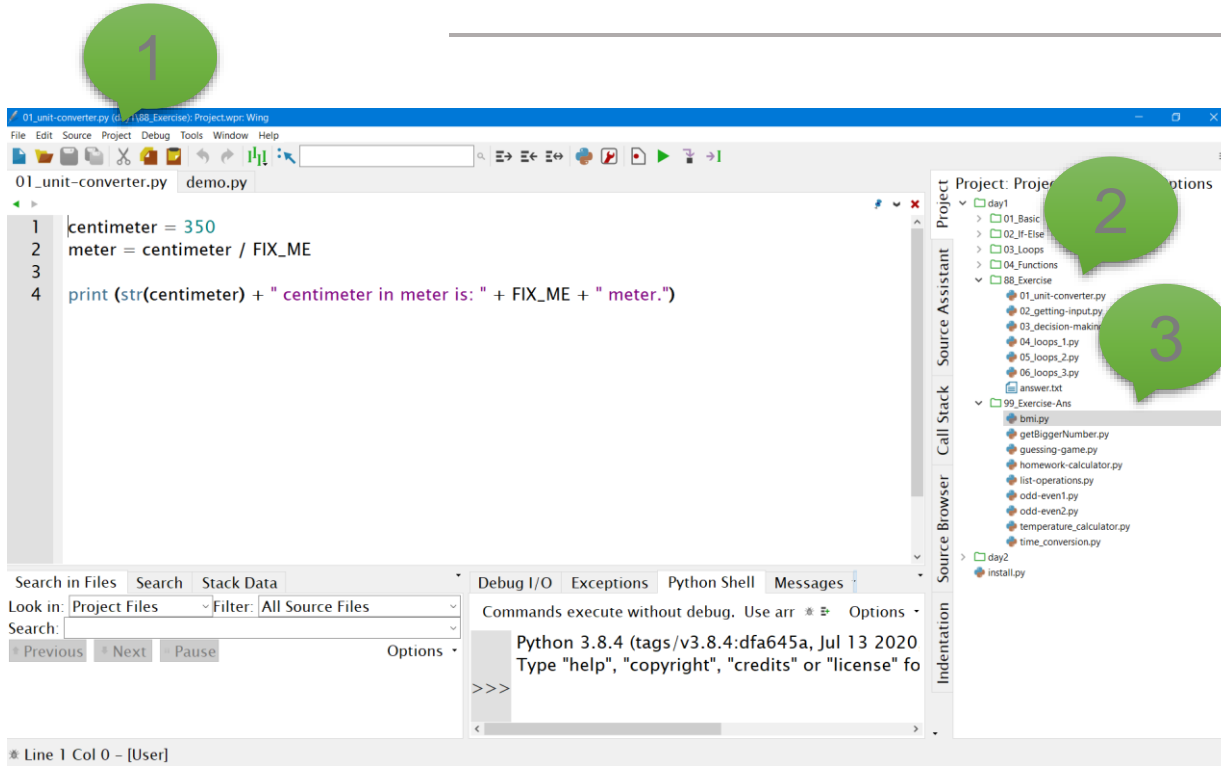 1
01_unit-converter.py (day1\88_Exercise): Project.wpr: Wing
File Edit Source Project Debug Tools Window Help
01_unit-converter.py demo.py
1 centimeter = 350
2 meter = centimeter / FIX_ME
3
4 print (str(centimeter) + " centimeter in meter is: " + FIX_ME + " meter.")
Search in Files Search Stack Data
Look in: Project Files Filter: All Source Files
Search:
Previous Next Pause Options
Debug I/O Exceptions Python Shell Messages
Commands execute without debug. Use arr Options
Python 3.8.4 (tags/v3.8.4:dfa645a, Jul 13 2020
Type "help", "copyright", "credits" or "license" fo
>>>
Project
Source Assistant
Call Stack
Source Browser
Indentation
Project:
2
day1
01_Basic
02_If-Else
03_Loops
04_Functions
88_Exercise
01_unit-converter.py
02_getting-input.py
03_decision-makin
04_loops_1.py
05_loops_2.py
06_loops_3.py
answer.txt
3
99_Exercise-Ans
bmi.py
getBiggerNumber.py
guessing-game.py
homework-calculator.py
list-operations.py
odd-even1.py
odd-even2.py
temperature_calculator.py
time_conversion.py
day2
install.py
Line 1 Col 0 – [User]